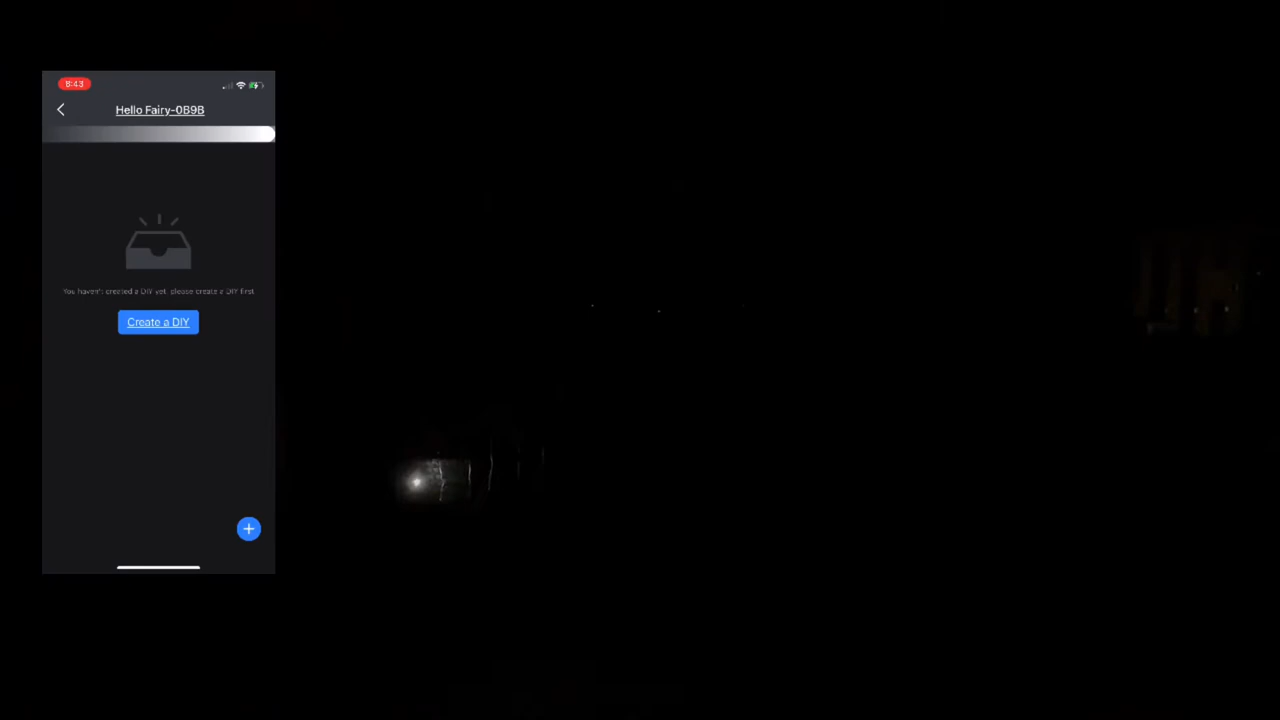 8:43
Hello Fairy-0B9B
You haven't created a DIY yet, please create a DIY first
Create a DIY